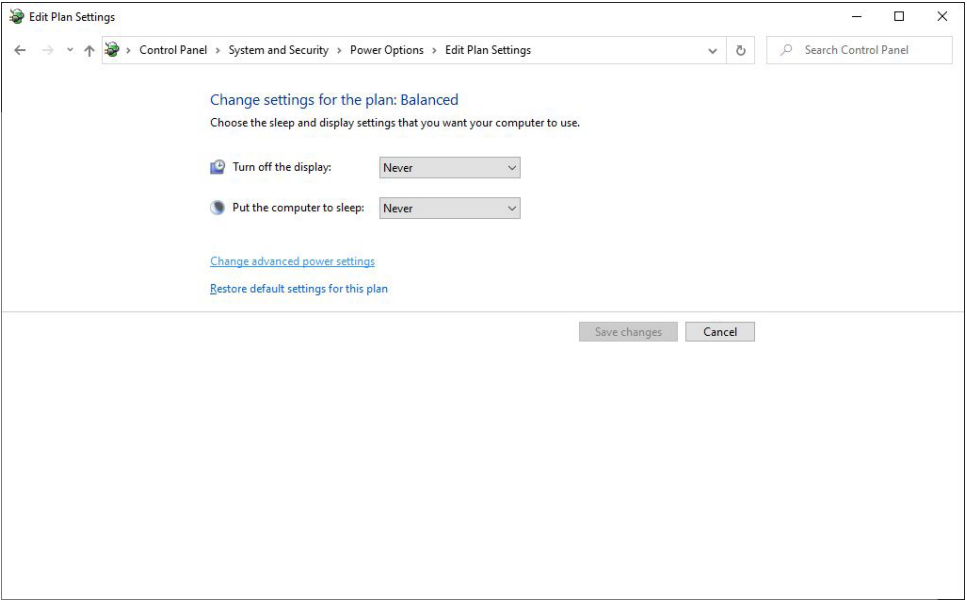 Edit Plan Settings
Control Panel > System and Security > Power Options > Edit Plan Settings
Search Control Panel
Change settings for the plan: Balanced
Choose the sleep and display settings that you want your computer to use.
Turn off the display: Never
Put the computer to sleep: Never
Change advanced power settings
Restore default settings for this plan
Save changes Cancel